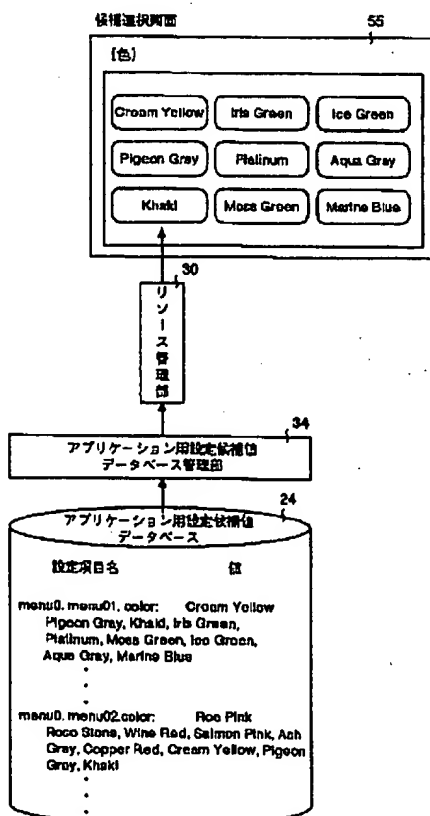 候補選択画面
55
[色]
Cream Yellow
Iris Green
Ice Green
Pigeon Gray
Platinum
Aqua Gray
Khaki
Moss Green
Marine Blue
30
リソース管理部
34
アプリケーション用設定候補値
データベース管理部
24
アプリケーション用設定候補値
データベース
設定項目名 値
menu0. menu01. color: Cream Yellow
Pigeon Gray, Khaki, Iris Green,
Platinum, Moss Green, Ice Green,
Aqua Gray, Marine Blue
menu0. menu02.color: Roe Pink
Roco Stone, Wine Red, Salmon Pink, Ash
Gray, Copper Red, Cream Yellow, Pigeon
Gray, Khaki